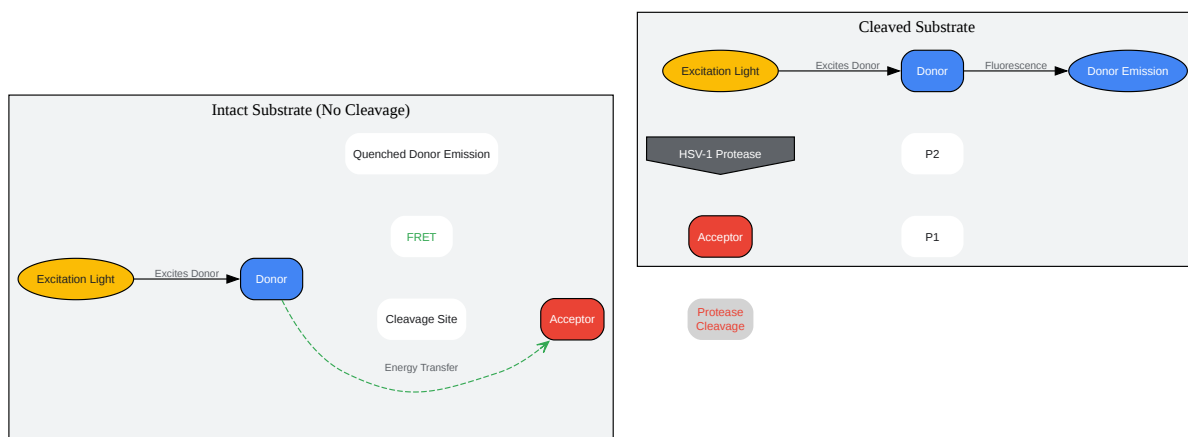 Intact Substrate (No Cleavage)
Quenched Donor Emission
FRET
Excitation Light
Excites Donor
Donor
Cleavage Site
Acceptor
Energy Transfer
Cleaved Substrate
Excitation Light
Excites Donor
Donor
Fluorescence
Donor Emission
HSV-1 Protease
P2
Acceptor
P1
Protease
Cleavage